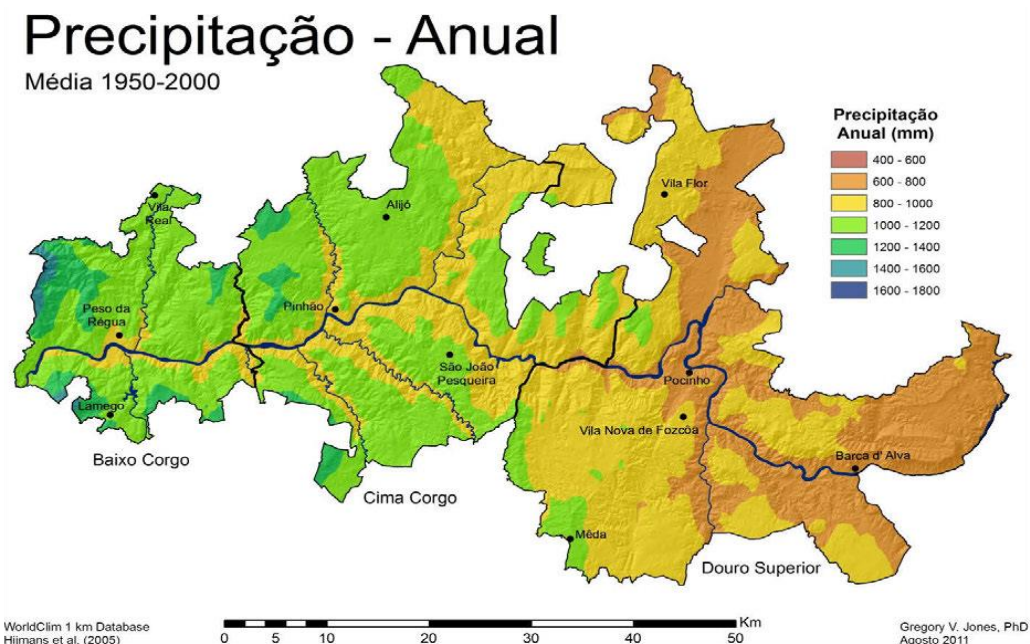 Precipitação - Anual
Média 1950-2000
Precipitação
Anual (mm)
400 - 600
600 - 800
800 - 1000
1000 - 1200
1200 - 1400
1400 - 1600
1600 - 1800
Vila Flor
Vila
Real
Alijó
Peso da
Régua
Pinhão
São João
Pesqueira
Pocinho
Lamego
Vila Nova de Fozcôa
Baixo Corgo
Barca d' Alva
Cima Corgo
Mêda
Douro Superior
WorldClim 1 km Database
Hijmans et al. (2005)
0 5 10 20 30 40 50 Km
Gregory V. Jones, PhD
Agosto 2011